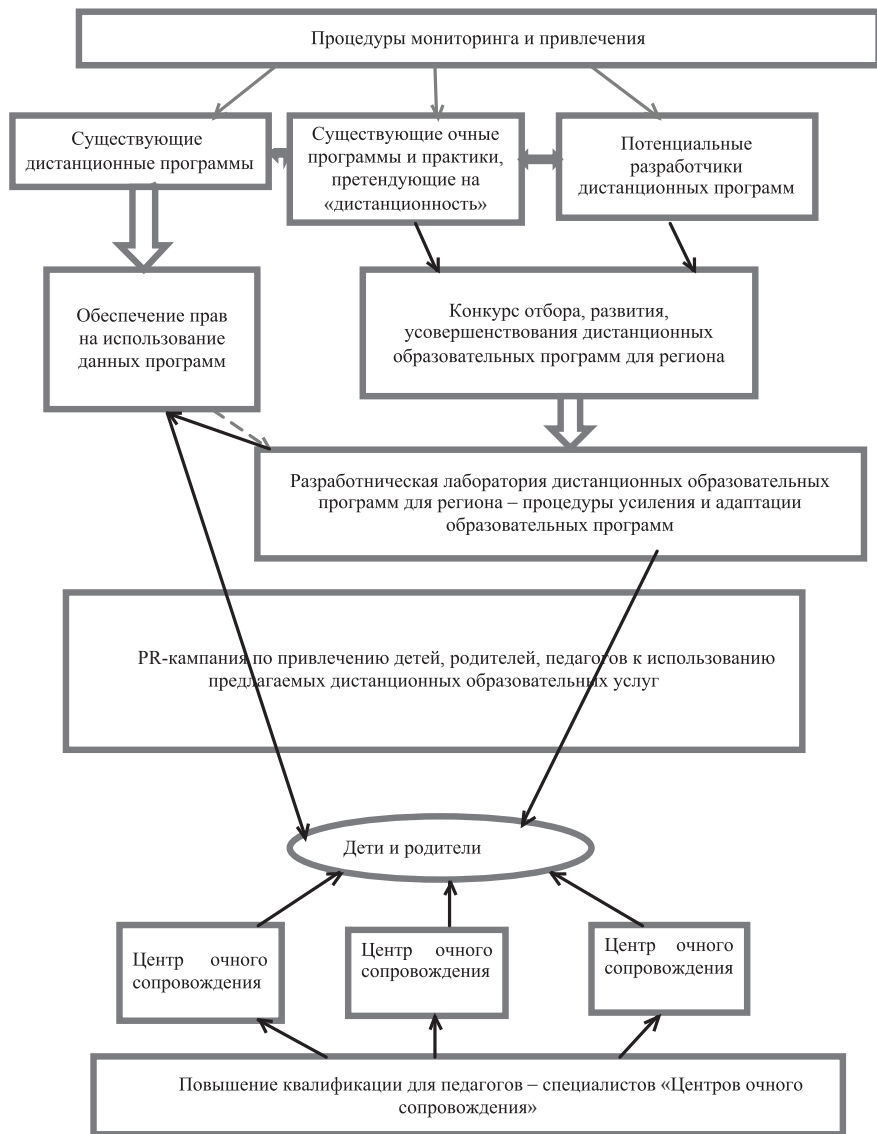 Процедуры мониторинга и привлечения
Существующие
дистанционные программы
Существующие очные
программы и практики,
претендующие на
«дистанционность»
Потенциальные
разработчики
дистанционных программ
Обеспечение прав
на использование
данных программ
Конкурс отбора, развития,
усовершенствования дистанционных
образовательных программ для региона
Разработническая лаборатория дистанционных образовательных
программ для региона – процедуры усиления и адаптации
образовательных программ
PR-кампания по привлечению детей, родителей, педагогов к использованию
предлагаемых дистанционных образовательных услуг
Дети и родители
Центр очного
сопровождения
Центр очного
сопровождения
Центр очного
сопровождения
Повышение квалификации для педагогов – специалистов «Центров очного
сопровождения»